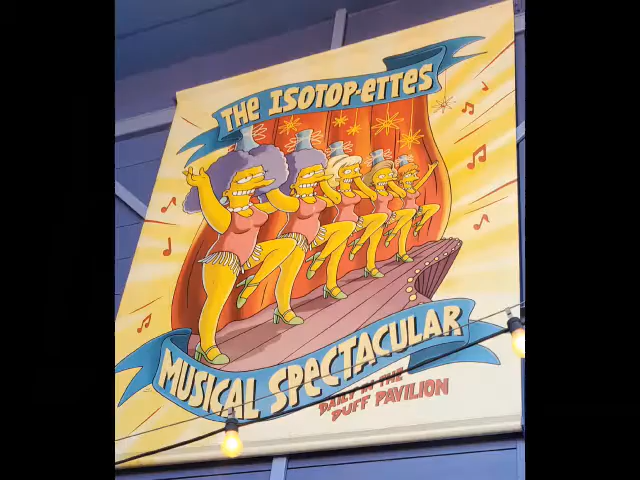 THE ISOTOP-ETTES
MUSICAL SPECTACULAR
DAILY IN THE
DUFF PAVILION